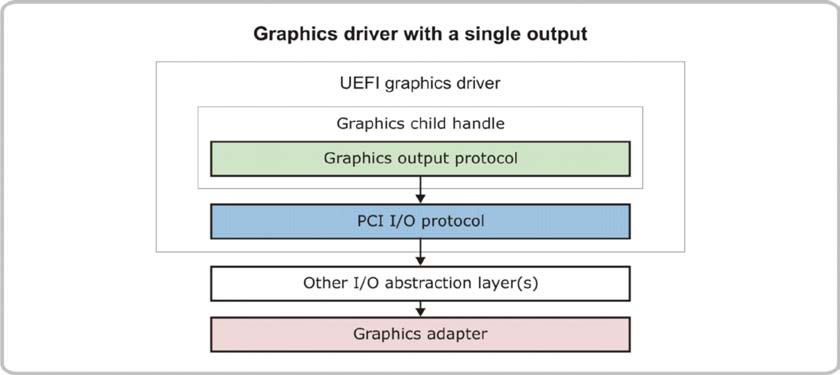 Graphics driver with a single output
UEFI graphics driver
Graphics child handle
Graphics output protocol
PCI I/O protocol
Other I/O abstraction layer(s)
Graphics adapter